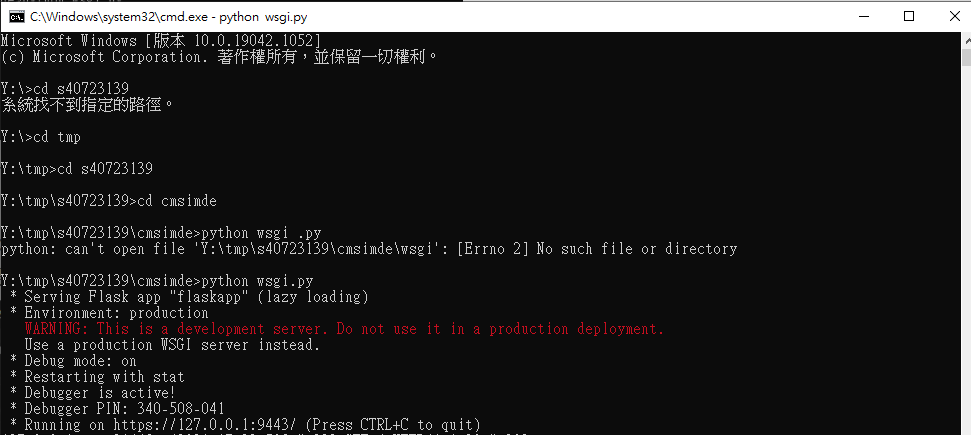 C:\Windows\system32\cmd.exe - python wsgi.py
Microsoft Windows [版本 10.0.19042.1052]
(c) Microsoft Corporation. 著作權所有，並保留一切權利。
Y:\>cd s40723139
系統找不到指定的路徑。
Y:\>cd tmp
Y:\tmp>cd s40723139
Y:\tmp\s40723139>cd cmsimde
Y:\tmp\s40723139\cmsimde>python wsgi .py
python: can't open file 'Y:\tmp\s40723139\cmsimde\wsgi': [Errno 2] No such file or directory
Y:\tmp\s40723139\cmsimde>python wsgi.py
* Serving Flask app "flaskapp" (lazy loading)
* Environment: production
WARNING: This is a development server. Do not use it in a production deployment.
Use a production WSGI server instead.
* Debug mode: on
* Restarting with stat
* Debugger is active!
* Debugger PIN: 340-508-041
* Running on https://127.0.0.1:9443/ (Press CTRL+C to quit)